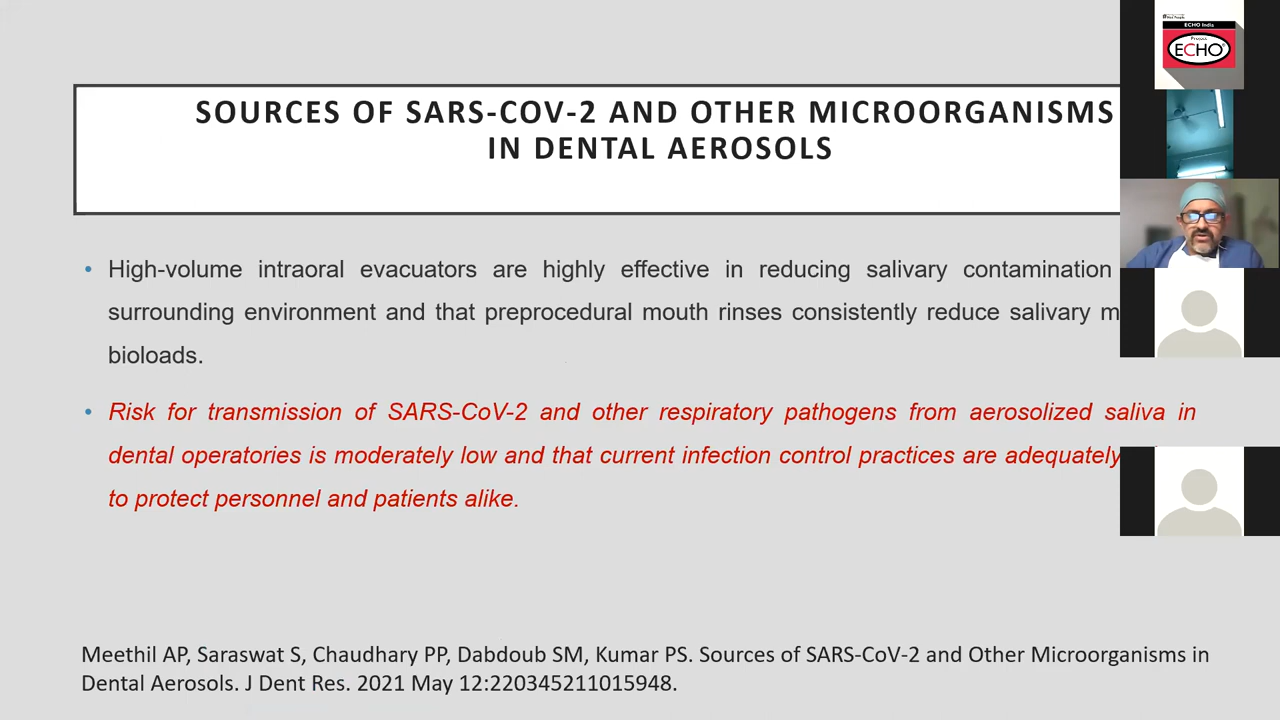 SOURCES OF SARS-COV-2 AND OTHER MICROORGANISMS
IN DENTAL AEROSOLS
• High-volume intraoral evacuators are highly effective in reducing salivary contamination
surrounding environment and that preprocedural mouth rinses consistently reduce salivary m
bioloads.
• Risk for transmission of SARS-CoV-2 and other respiratory pathogens from aerosolized saliva in
dental operatories is moderately low and that current infection control practices are adequately
to protect personnel and patients alike.
Meethil AP, Saraswat S, Chaudhary PP, Dabdoub SM, Kumar PS. Sources of SARS-CoV-2 and Other Microorganisms in
Dental Aerosols. J Dent Res. 2021 May 12:220345211015948.
ECHO India
Project
ECHO